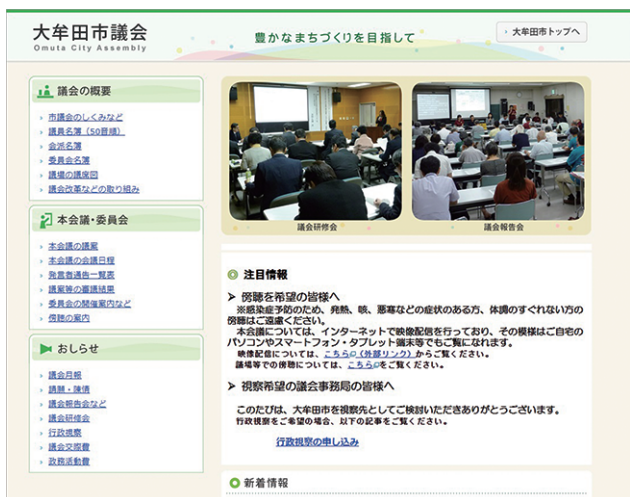 大牟田市議会
Omuta City Assembly
豊かなまちづくりを目指して
大牟田市トップへ
議会の概要
市議会のしくみなど
議員名簿（50音順）
会派名簿
委員会名簿
議場の議席図
議会改革などの取り組み
本会議・委員会
本会議の議案
本会議の会議日程
発言者通告一覧表
議案等の審議結果
委員会の開催案内など
傍聴の案内
おしらせ
議会月報
請願・陳情
議会報告会など
議会研修会
行政視察
議会交際費
政務活動費
議会研修会
議会報告会
◎ 注目情報
➤ 傍聴を希望の皆様へ
※感染症予防のため、発熱、咳、悪寒などの症状のある方、体調のすぐれない方の
傍聴はご遠慮ください。
本会議については、インターネットで映像配信を行っており、その模様はご自宅の
パソコンやスマートフォン・タブレット端末等でもご覧になれます。
映像配信については、こちら（外部リンク）からご覧ください。
議場等での傍聴については、こちらをご覧ください。
➤ 視察希望の議会事務局の皆様へ
このたびは、大牟田市を視察先としてご検討いただきありがとうございます。
行政視察をご希望の場合、以下の記事をご覧ください。
行政視察の申し込み
新着情報